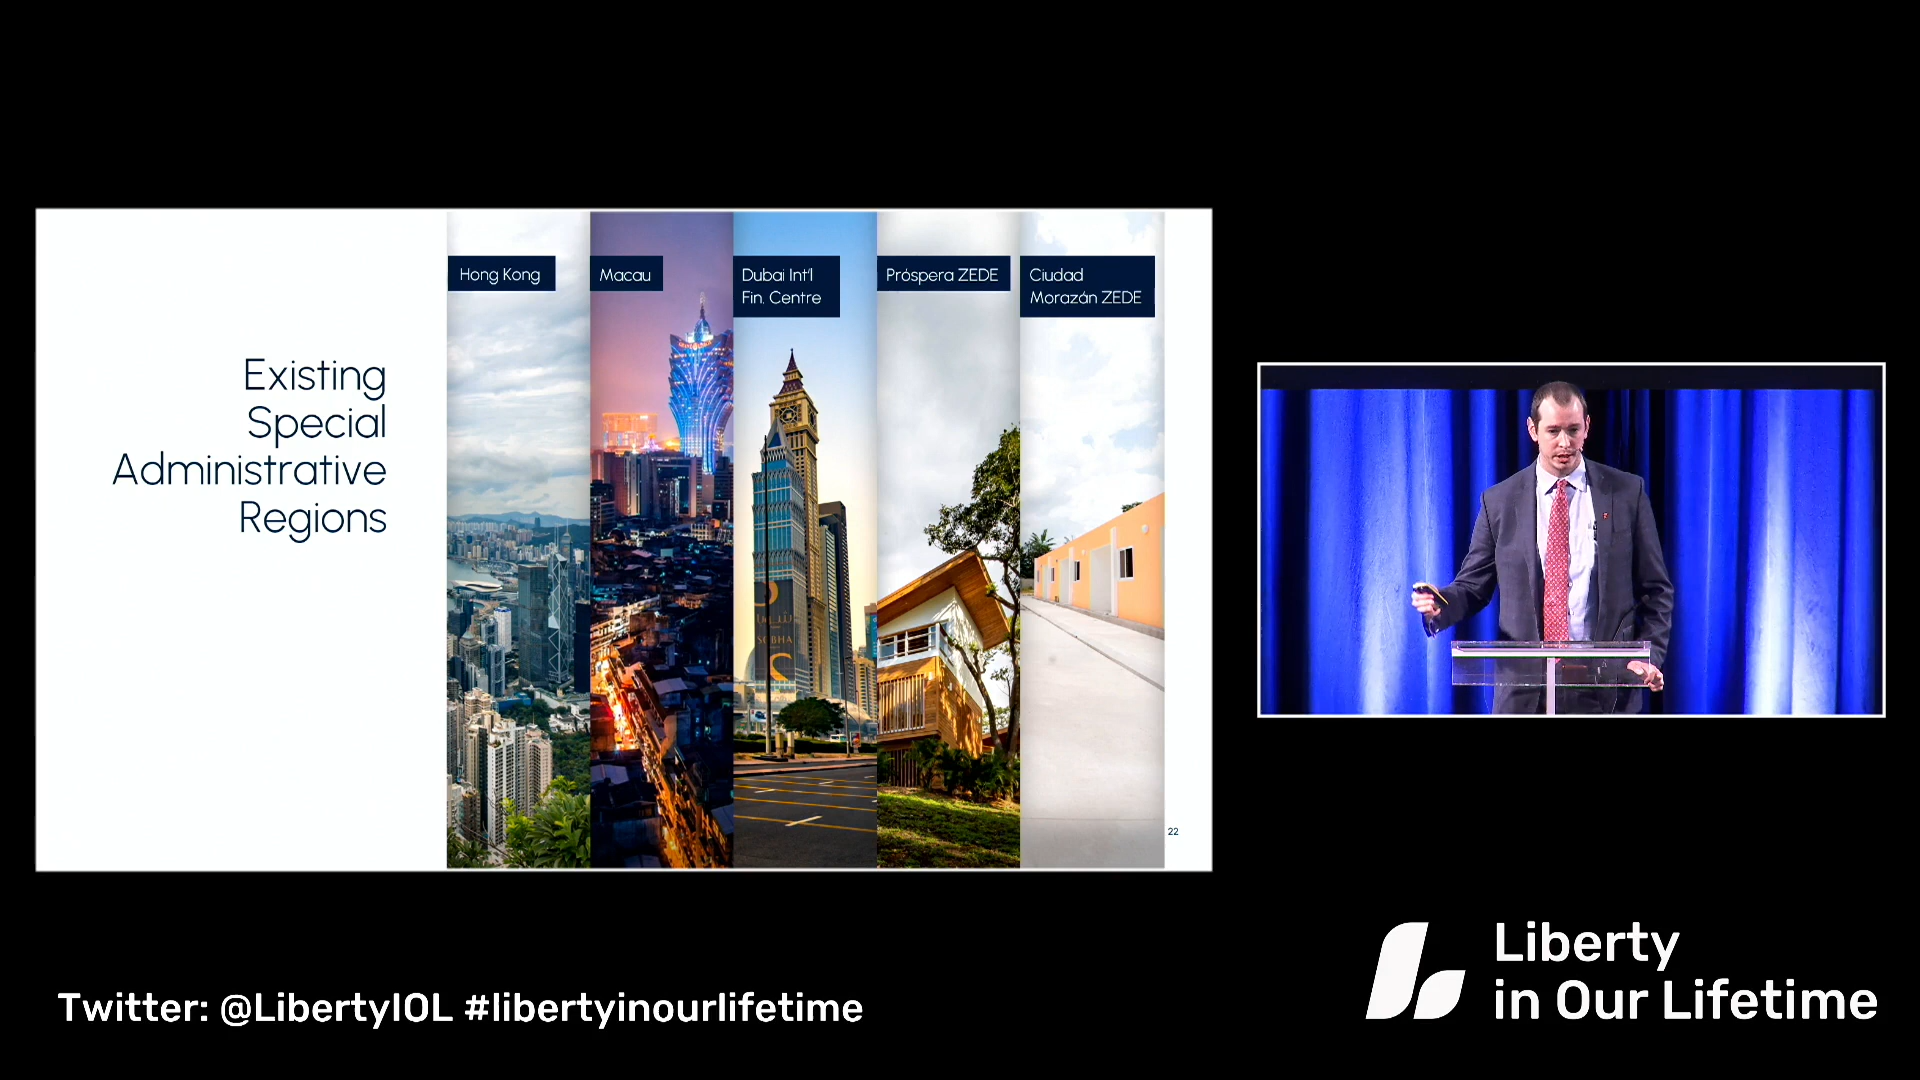 Existing
Special
Administrative
Regions
Hong Kong
Macau
Dubai Int'l
Fin. Centre
Próspera ZEDE
Ciudad
Morazán ZEDE
SOBHA
22
Twitter: @LibertyIOL #libertyinourlifetime
Liberty
in Our Lifetime